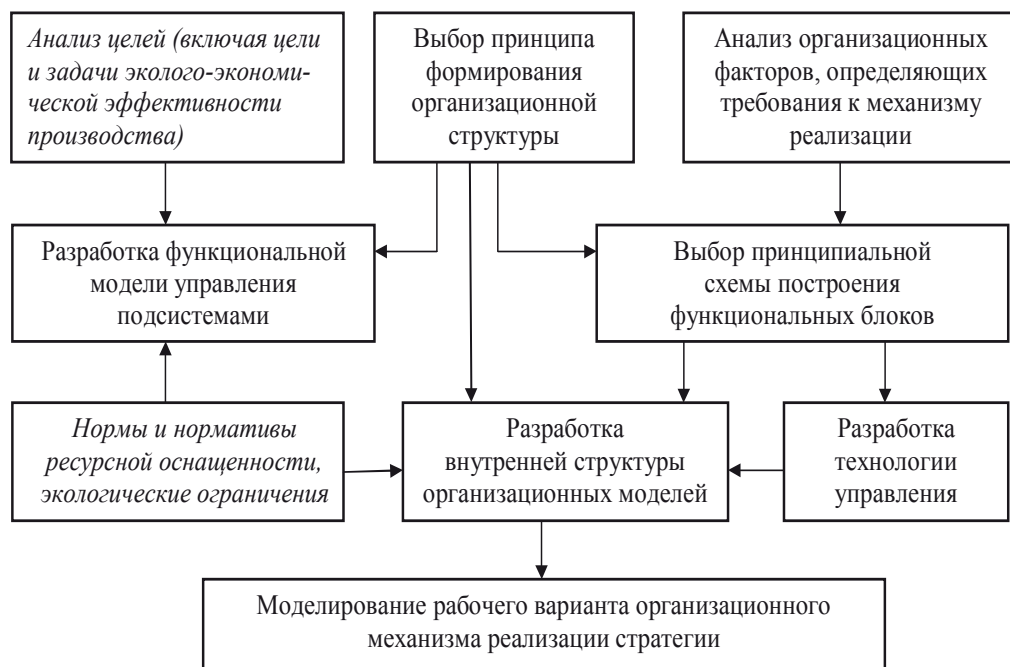 Анализ целей (включая цели
и задачи эколого-экономи-
ческой эффективности
производства)
Выбор принципа
формирования
организационной
структуры
Анализ организационных
факторов, определяющих
требования к механизму
реализации
Разработка функциональной
модели управления
подсистемами
Выбор принципиальной
схемы построения
функциональных блоков
Нормы и нормативы
ресурсной оснащенности,
экологические ограничения
Разработка
внутренней структуры
организационных моделей
Разработка
технологии
управления
Моделирование рабочего варианта организационного
механизма реализации стратегии